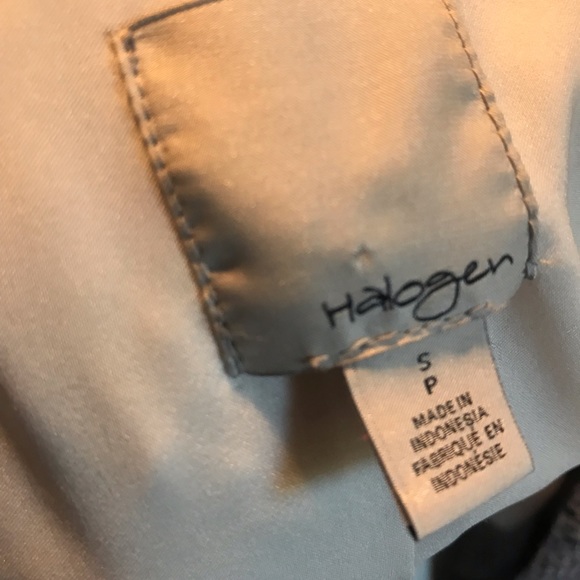 Halogen
S
P
MADE IN
INDONESIA
FABRIQUÉ EN
INDONÉSIE